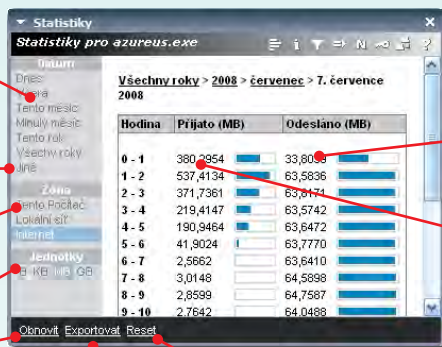 Statistiky
Statistiky pro azureus.exe
Datum
Dnes
Tento měsíc
Minulý měsíc
Tento rok
Všechny roky
Jiné
Zóna
Tento Počítač
Lokální síť
Internet
Jednotky
B KB MB GB
Všechny roky > 2008 > červenec > 7. července
2008
Hodina Přijato (MB) Odesláno (MB)
0 - 1 380,2954
1 - 2 537,4134 63,5836
2 - 3 371,7361 63,6171
3 - 4 219,4147 63,5742
4 - 5 190,9464 63,6472
5 - 6 41,9024 63,7770
6 - 7 2,5662 63,6410
7 - 8 3,0148 64,5898
8 - 9 2,8599 64,7587
9 - 10 2,7642 64,0488
Obnovit Exportovat Reset